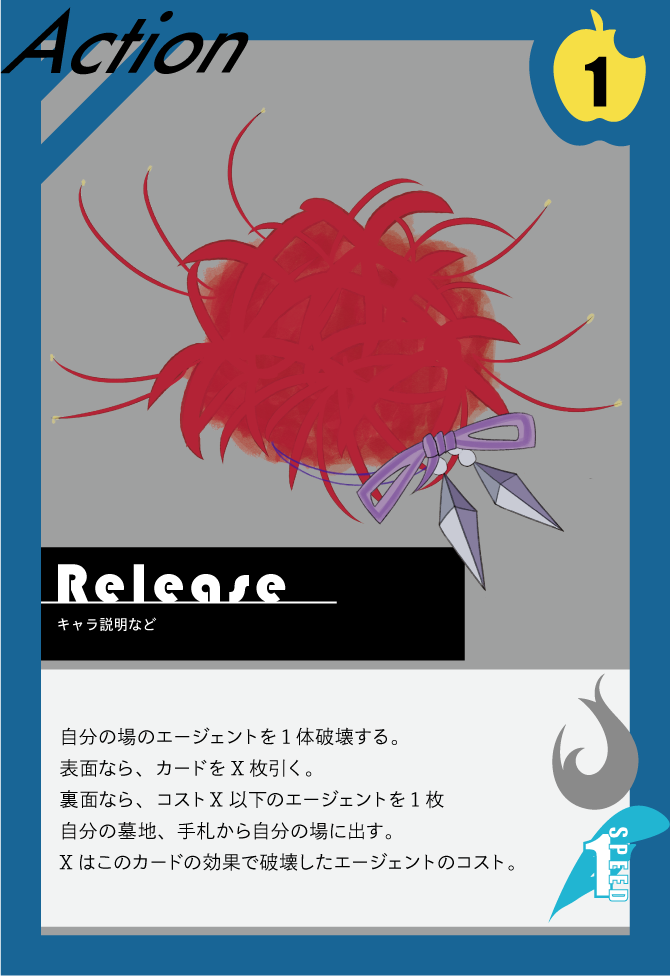 Action
1
Release
キャラ説明など
自分の場のエージェントを1体破壊する。
表面なら、カードをX枚引く。
裏面なら、コストX以下のエージェントを1枚
自分の墓地、手札から自分の場に出す。
Xはこのカードの効果で破壊したエージェントのコスト。
1
SPEED